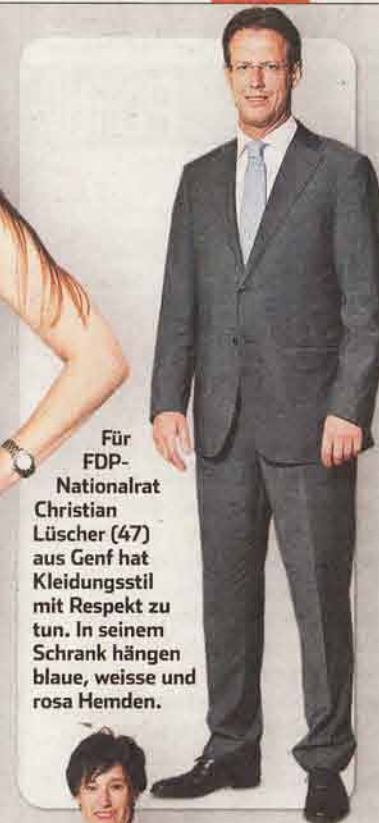 Für
FDP-
Nationalrat
Christian
Lüscher (47)
aus Genf hat
Kleidungsstil
mit Respekt zu
tun. In seinem
Schrank hängen
blaue, weisse und
rosa Hemden.